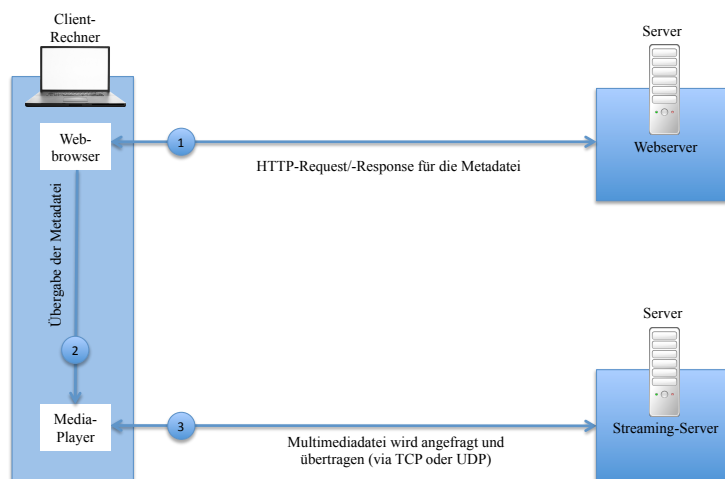 Client-
Rechner
Server
Web-
browser
1
HTTP-Request/-Response für die Metadatei
Webserver
Übergabe der Metadatei
2
Server
Media-
Player
3
Multimediadatei wird angefragt und
übertragen (via TCP oder UDP)
Streaming-Server